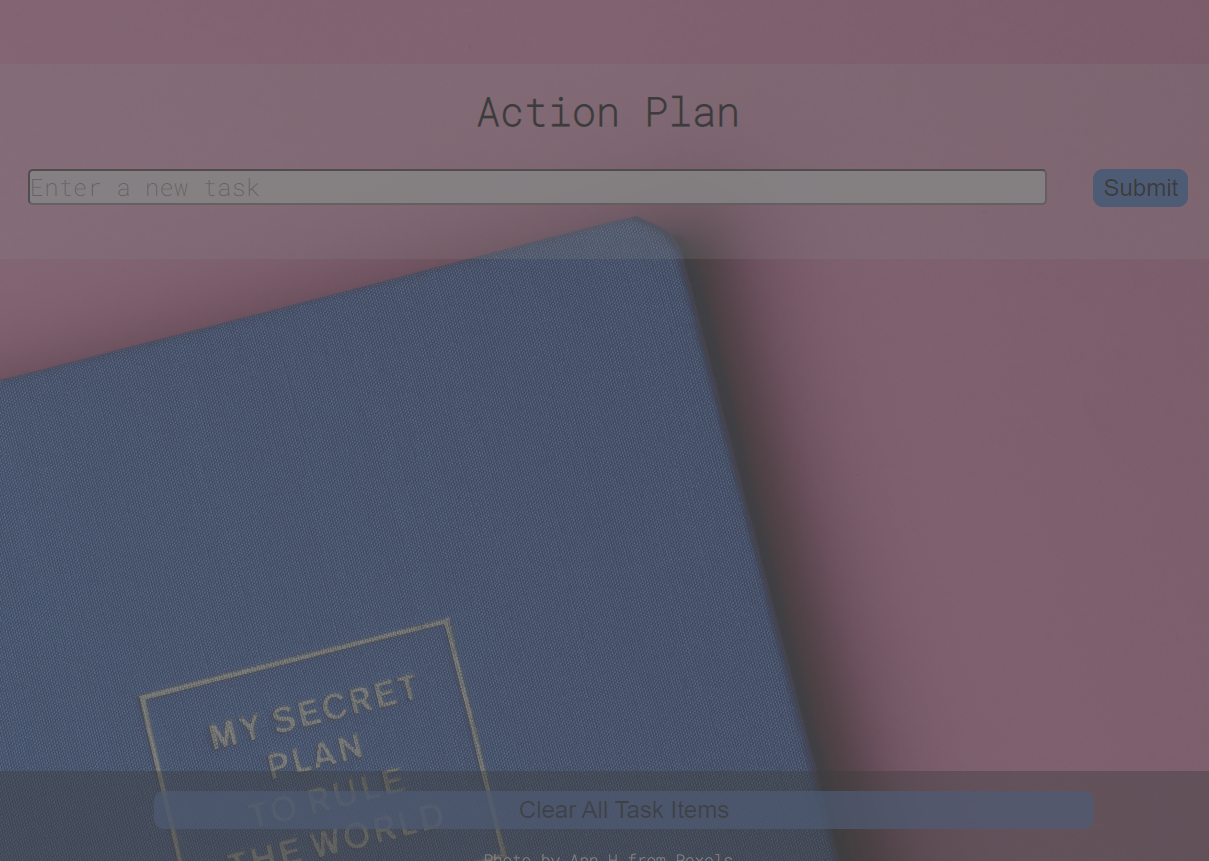 Action Plan
Enter a new task
Submit
MY SECRET
PLAN
TO RULE
THE WORLD
Clear All Task Items
Photo by Ann H from Pexels